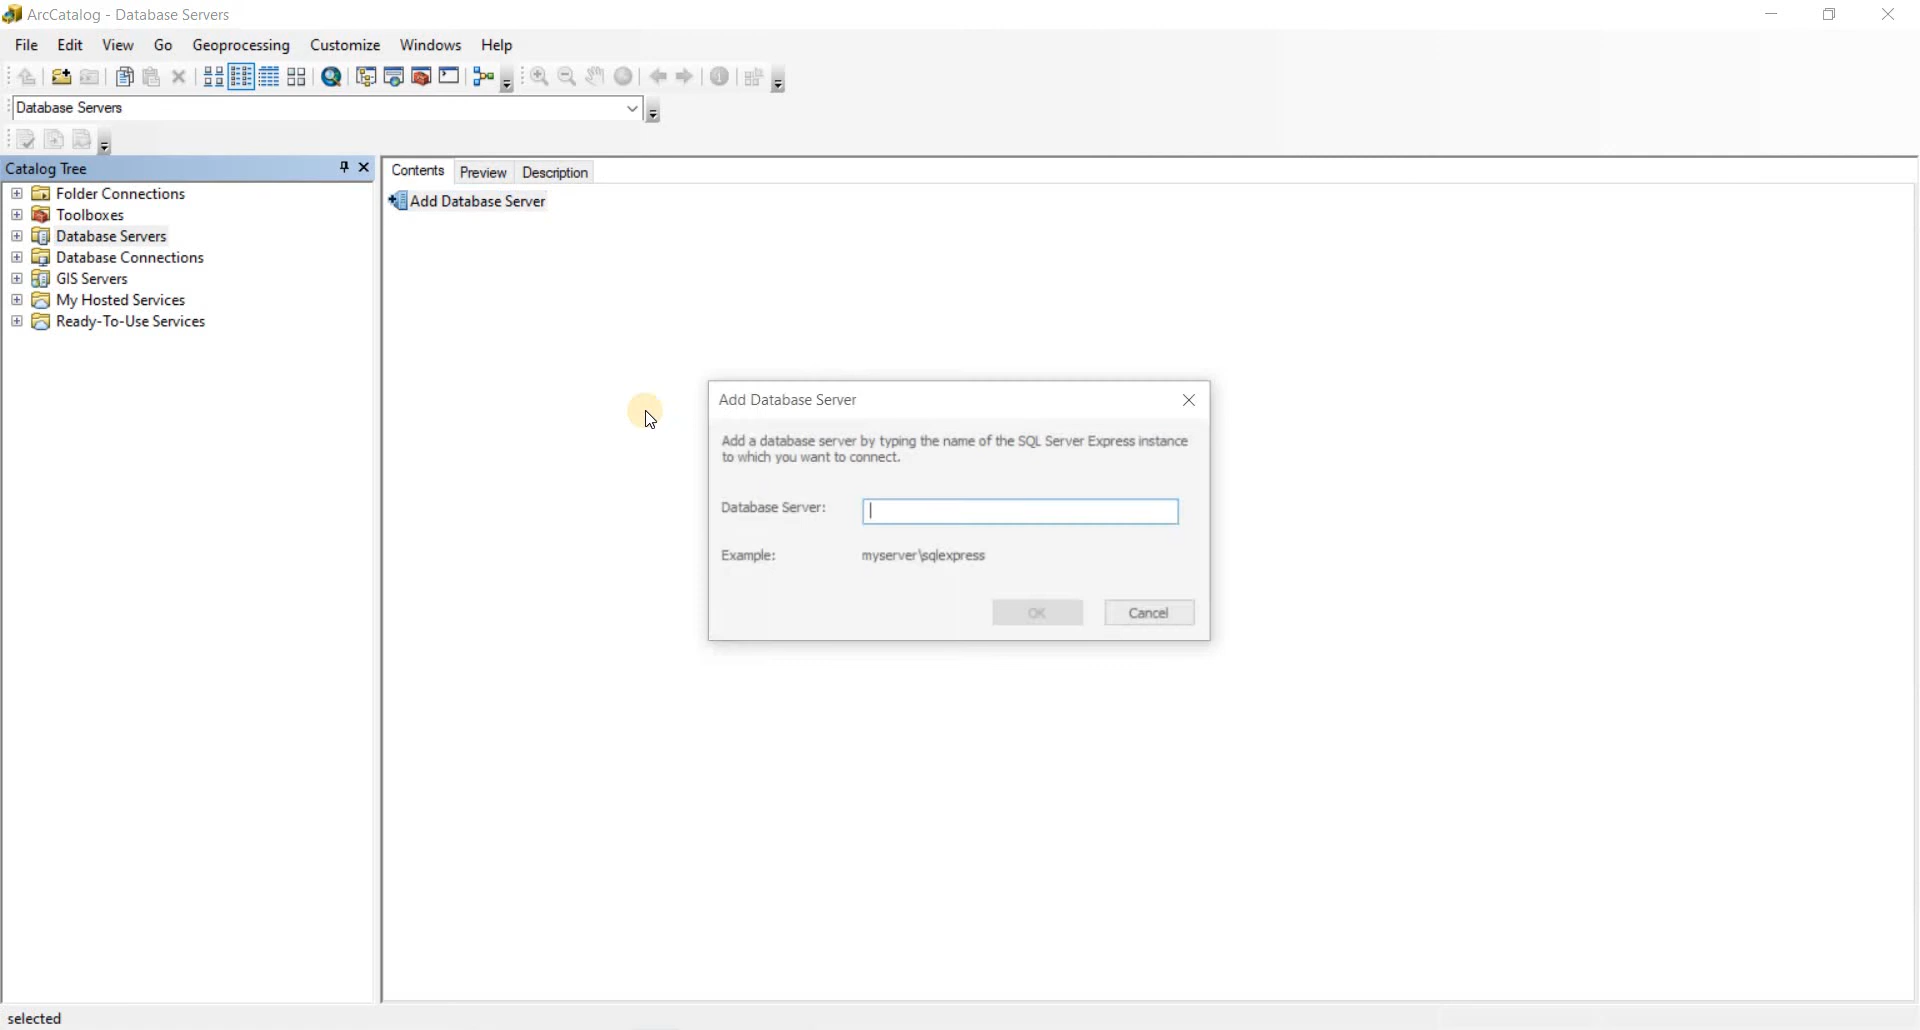 ArcCatalog - Database Servers
File Edit View Go Geoprocessing Customize Windows Help
Database Servers
Catalog Tree
Folder Connections
Toolboxes
Database Servers
Database Connections
GIS Servers
My Hosted Services
Ready-To-Use Services
Contents Preview Description
Add Database Server
Add Database Server
Add a database server by typing the name of the SQL Server Express instance
to which you want to connect.
Database Server:
Example: myserver\sqlexpress
OK Cancel
selected